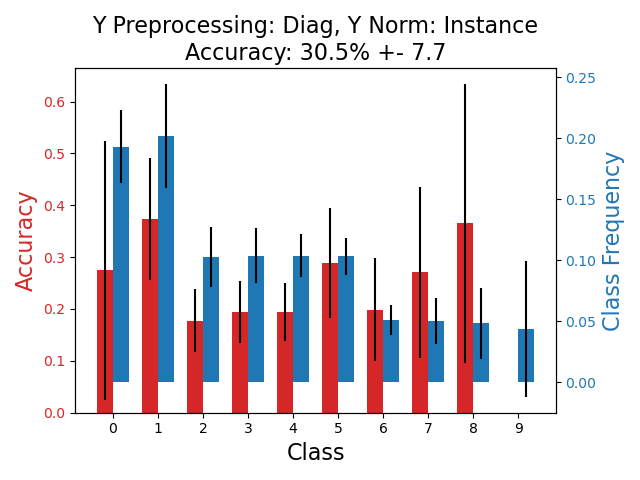 Y Preprocessing: Diag, Y Norm: Instance
Accuracy: 30.5% +- 7.7
Accuracy
0.6
0.5
0.4
0.3
0.2
0.1
0.0
0.25
0.20
0.15
0.10
0.05
0.00
Class Frequency
0 1 2 3 4 5 6 7 8 9
Class